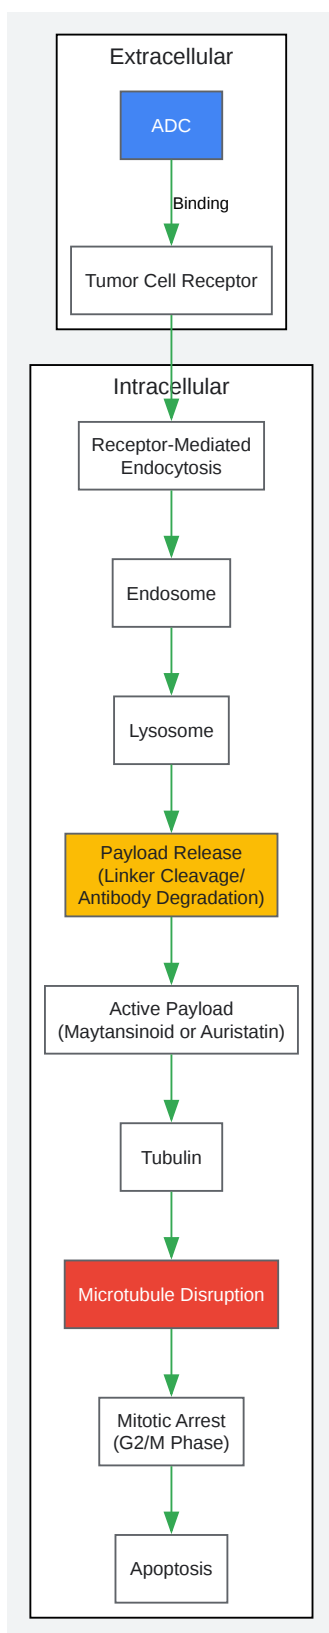 Extracellular
ADC
Binding
Tumor Cell Receptor
Intracellular
Receptor-Mediated
Endocytosis
Endosome
Lysosome
Payload Release
(Linker Cleavage/
Antibody Degradation)
Active Payload
(Maytansinoid or Auristatin)
Tubulin
Microtubule Disruption
Mitotic Arrest
(G2/M Phase)
Apoptosis